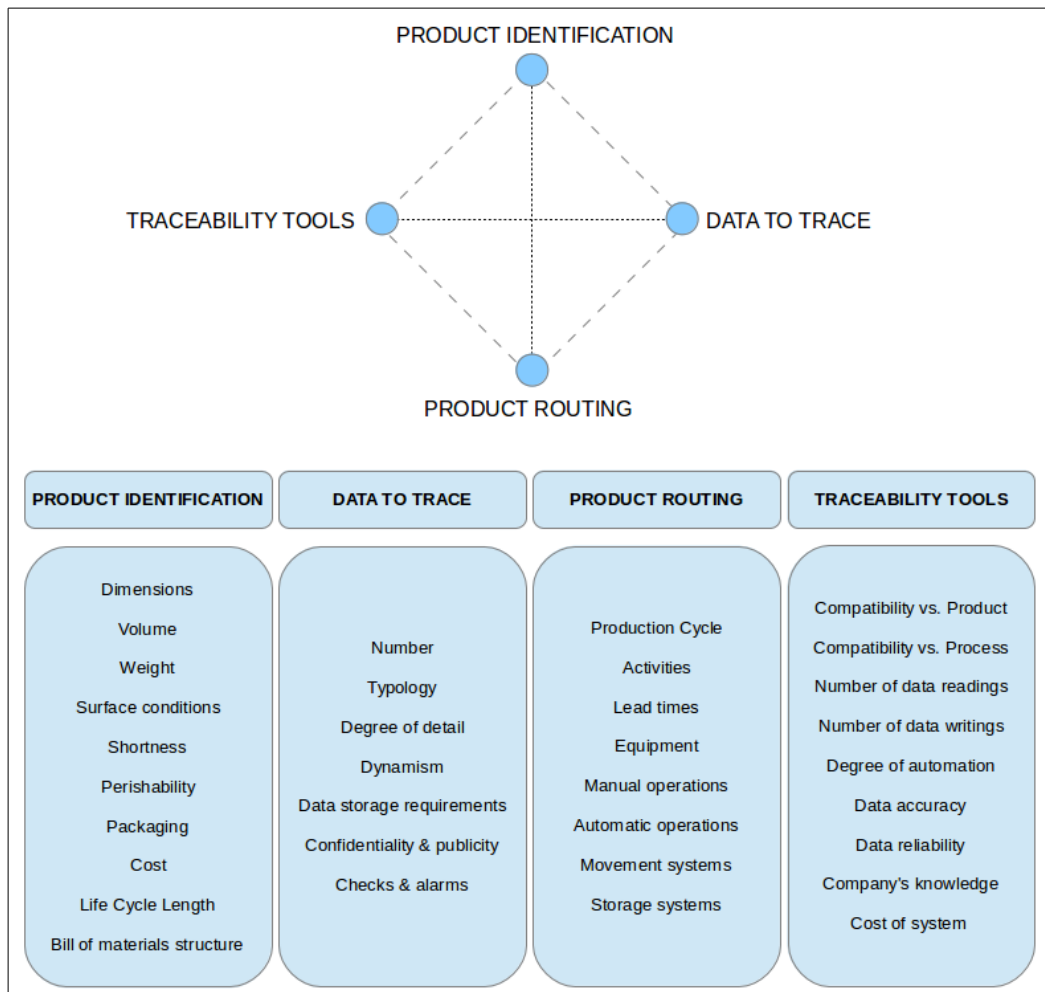 PRODUCT IDENTIFICATION
TRACEABILITY TOOLS
DATA TO TRACE
PRODUCT ROUTING
PRODUCT IDENTIFICATION
Dimensions
Volume
Weight
Surface conditions
Shortness
Perishability
Packaging
Cost
Life Cycle Length
Bill of materials structure
DATA TO TRACE
Number
Typology
Degree of detail
Dynamism
Data storage requirements
Confidentiality & publicity
Checks & alarms
PRODUCT ROUTING
Production Cycle
Activities
Lead times
Equipment
Manual operations
Automatic operations
Movement systems
Storage systems
TRACEABILITY TOOLS
Compatibility vs. Product
Compatibility vs. Process
Number of data readings
Number of data writings
Degree of automation
Data accuracy
Data reliability
Company's knowledge
Cost of system